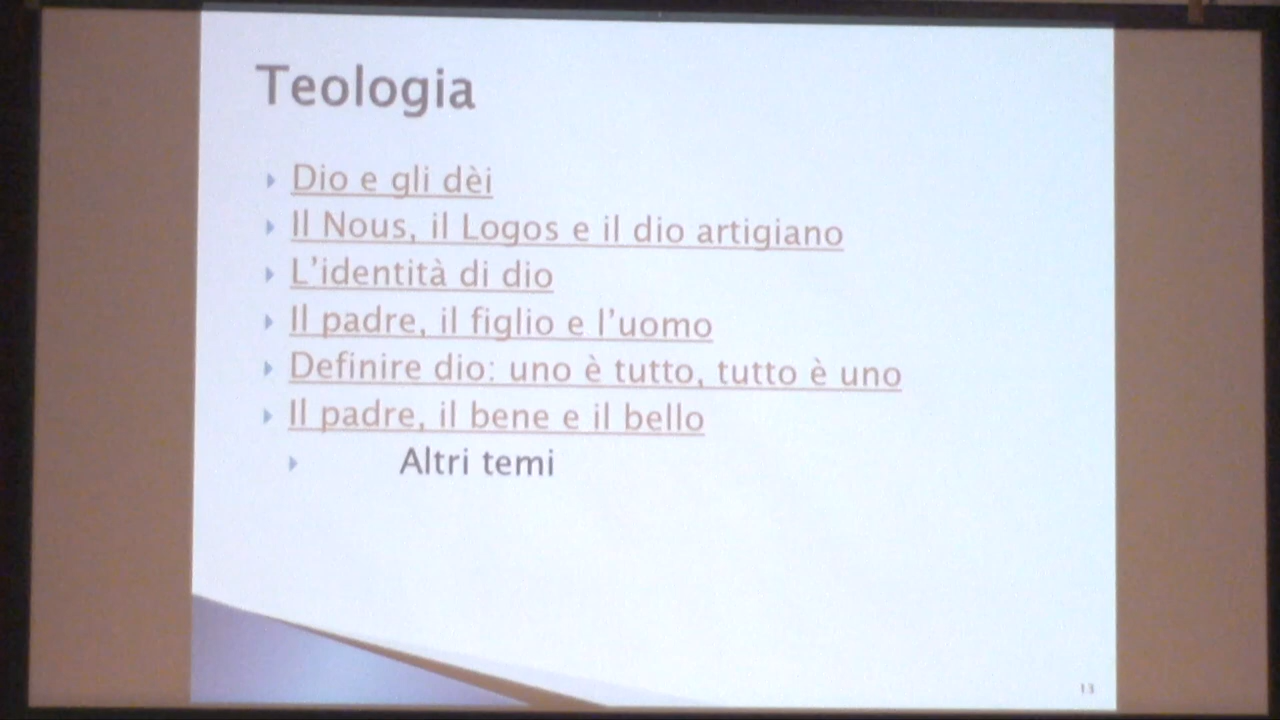 Teologia
Dio e gli dèi
Il Nous, il Logos e il dio artigiano
L'identità di dio
Il padre, il figlio e l'uomo
Definire dio: uno è tutto, tutto è uno
Il padre, il bene e il bello
Altri temi
13